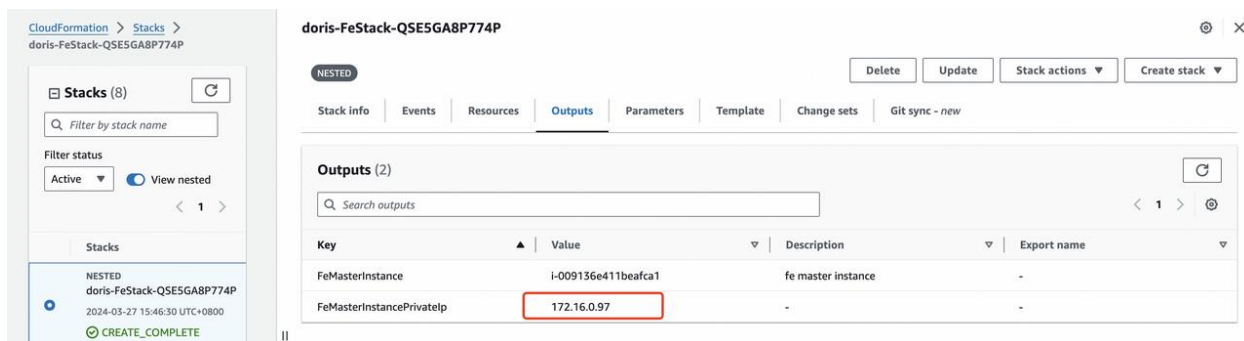 CloudFormation > Stacks >
doris-FeStack-QSE5GA8P774P
Stacks (8)
Filter by stack name
Filter status
Active
View nested
1
Stacks
NESTED
doris-FeStack-QSE5GA8P774P
2024-03-27 15:46:30 UTC+0800
CREATE_COMPLETE
doris-FeStack-QSE5GA8P774P
NESTED
Delete Update Stack actions Create stack
Stack info Events Resources Outputs Parameters Template Change sets Git sync - new
Outputs (2)
Search outputs
1
Key Value Description Export name
FeMasterInstance i-009136e411beafca1 fe master instance -
FeMasterInstancePrivateIp 172.16.0.97 - -